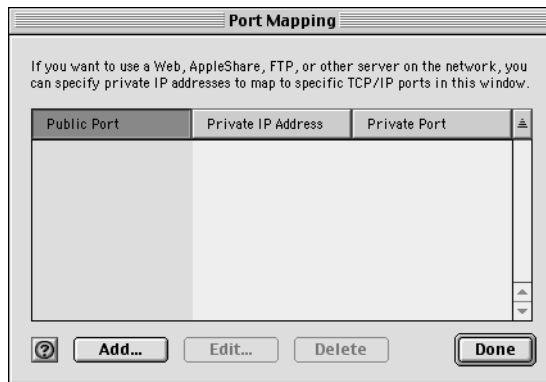 Port Mapping
If you want to use a Web, AppleShare, FTP, or other server on the network, you
can specify private IP addresses to map to specific TCP/IP ports in this window.
Public Port Private IP Address Private Port
? Add... Edit... Delete Done